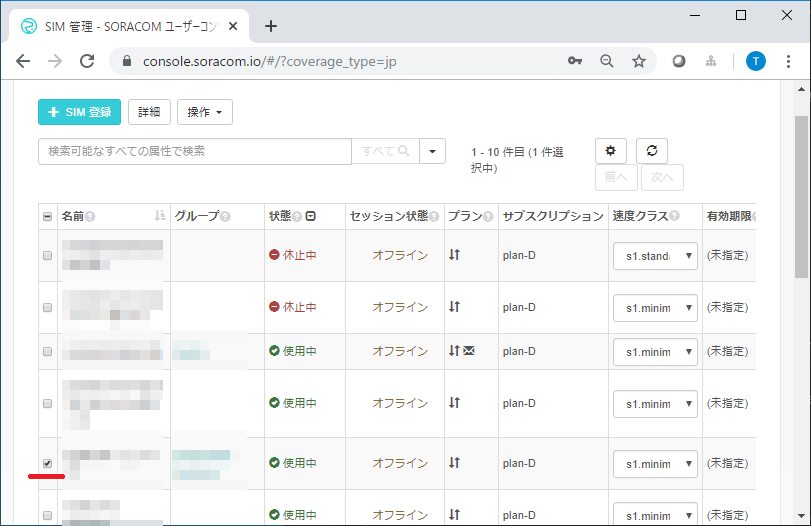 SIM 管理 - SORACOM ユーザーコン
console.soracom.io/#/?coverage_type=jp
T
SIM 登録
詳細
操作
検索可能なすべての属性で検索
すべて
1 - 10 件目 (1 件選
択中)
前へ
次へ
名前 グループ 状態 セッション状態 プラン サブスクリプション 速度クラス 有効期限
休止中 オフライン plan-D s1.standa (未指定)
休止中 オフライン plan-D s1.minim (未指定)
使用中 オフライン plan-D s1.minim (未指定)
使用中 オフライン plan-D s1.minim (未指定)
使用中 オフライン plan-D s1.minim (未指定)
使用中 オフライン plan-D s1.minim (未指定)